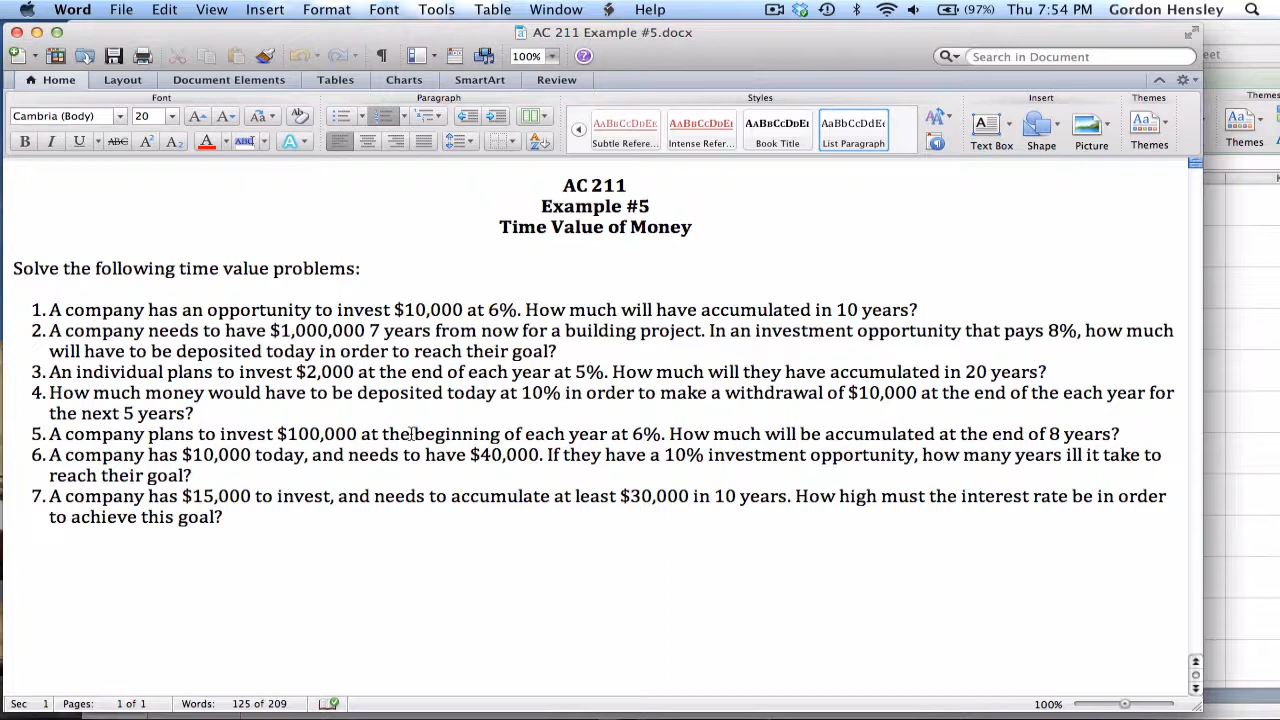 Word File Edit View Insert Format Font Tools Table Window Help (97%) Thu 7:54 PM Gordon Hensley
AC 211 Example #5.docx
100% Search in Document
Home Layout Document Elements Tables Charts SmartArt Review
Font Paragraph Styles Insert Themes
Cambria (Body) 20
AaBbCcDdEe AaBbCcDdEe AaBbCcDdEe AaBbCcDdEe
Subtle Refere... Intense Refer... Book Title List Paragraph Text Box Shape Picture Themes
Themes
Themes
AC 211
Example #5
Time Value of Money
Solve the following time value problems:
1. A company has an opportunity to invest $10,000 at 6%. How much will have accumulated in 10 years?
2. A company needs to have $1,000,000 7 years from now for a building project. In an investment opportunity that pays 8%, how much
will have to be deposited today in order to reach their goal?
3. An individual plans to invest $2,000 at the end of each year at 5%. How much will they have accumulated in 20 years?
4. How much money would have to be deposited today at 10% in order to make a withdrawal of $10,000 at the end of the each year for
the next 5 years?
5. A company plans to invest $100,000 at the beginning of each year at 6%. How much will be accumulated at the end of 8 years?
6. A company has $10,000 today, and needs to have $40,000. If they have a 10% investment opportunity, how many years ill it take to
reach their goal?
7. A company has $15,000 to invest, and needs to accumulate at least $30,000 in 10 years. How high must the interest rate be in order
to achieve this goal?
Sec 1 Pages: 1 of 1 Words: 125 of 209 100%